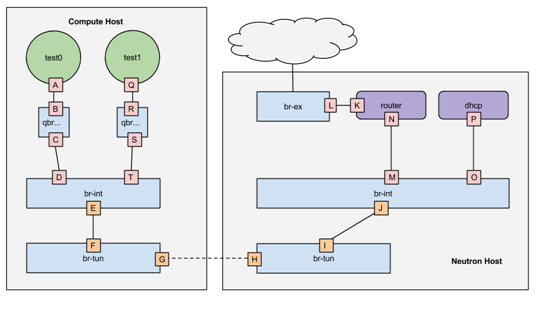 Compute Host
test0
test1
A
Q
B
R
qbr...
qbr...
C
S
D
T
br-int
E
F
br-tun
G
br-ex
L
K
router
dhcp
N
P
M
O
br-int
J
I
H
br-tun
Neutron Host